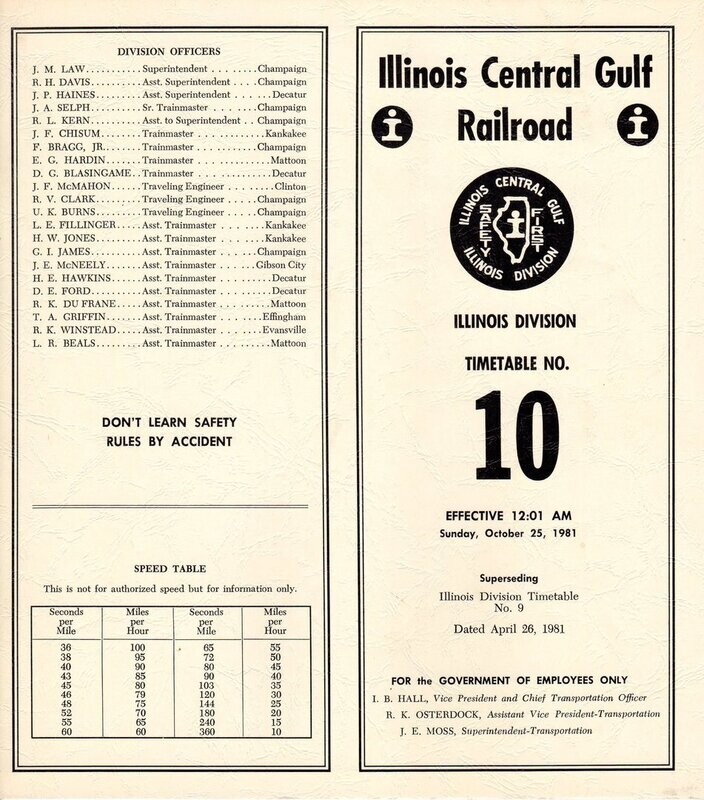 DIVISION OFFICERS
J. M. LAW..........Superintendent . . . . . . . .Champaign
R. H. DAVIS.........Asst. Superintendent . . . . Champaign
J. P. HAINES.........Asst. Superintendent . . . . . .Decatur
J. A. SELPH..........Sr. Trainmaster . . . . . . . . .Champaign
R. L. KERN..........Asst. to Superintendent . . Champaign
J. F. CHISUM........Trainmaster . . . . . . . . . . . .Kankakee
F. BRAGG, JR........Trainmaster . . . . . . . . . . .Champaign
E. G. HARDIN.......Trainmaster . . . . . . . . . . . . .Mattoon
D. G. BLASINGAME..Trainmaster . . . . . . . . . . . . .Decatur
J. F. McMAHON......Traveling Engineer . . . . . . . .Clinton
R. V. CLARK.........Traveling Engineer . . . . . Champaign
U. K. BURNS.........Traveling Engineer . . . . . Champaign
L. E. FILLINGER.....Asst. Trainmaster . . . . . . . .Kankakee
H. W. JONES.........Asst. Trainmaster . . . . . . . .Kankakee
G. I. JAMES..........Asst. Trainmaster . . . . . . .Champaign
J. E. McNEELY.......Asst. Trainmaster . . . . . . .Gibson City
H. E. HAWKINS......Asst. Trainmaster . . . . . . . . .Decatur
D. E. FORD..........Asst. Trainmaster . . . . . . . . .Decatur
R. K. DU FRANE.....Asst. Trainmaster . . . . . . . . .Mattoon
T. A. GRIFFIN.......Asst. Trainmaster . . . . . . . .Effingham
R. K. WINSTEAD.....Asst. Trainmaster . . . . . . . .Evansville
L. R. BEALS.........Asst. Trainmaster . . . . . . . . .Mattoon
DON'T LEARN SAFETY
RULES BY ACCIDENT
SPEED TABLE
This is not for authorized speed but for information only.
Seconds per Mile Miles per Hour Seconds per Mile Miles per Hour
36 100 65 55
38 95 72 50
40 90 80 45
43 85 90 40
45 80 103 35
46 79 120 30
48 75 144 25
52 70 180 20
55 65 240 15
60 60 360 10
Illinois Central Gulf
Railroad
i
i
ILLINOIS CENTRAL GULF
SAFETY i FIRST
ILLINOIS DIVISION
ILLINOIS DIVISION
TIMETABLE NO.
10
EFFECTIVE 12:01 AM
Sunday, October 25, 1981
Superseding
Illinois Division Timetable
No. 9
Dated April 26, 1981
FOR the GOVERNMENT OF EMPLOYEES ONLY
I. B. HALL, Vice President and Chief Transportation Officer
R. K. OSTERDOCK, Assistant Vice President-Transportation
J. E. MOSS, Superintendent-Transportation